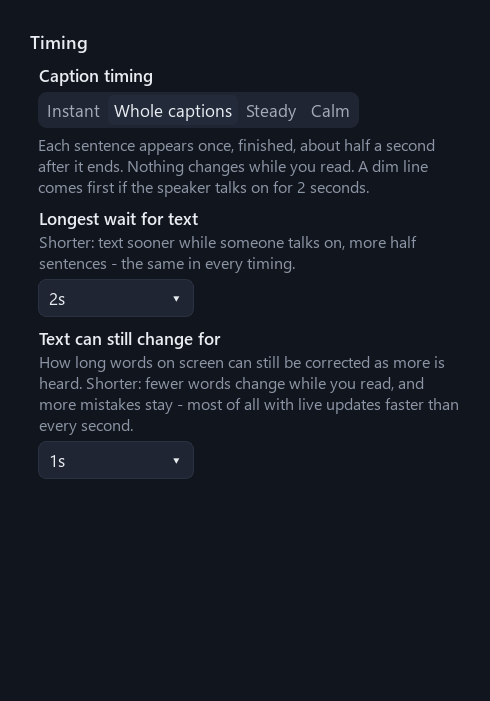 Timing
Caption timing
Instant Whole captions Steady Calm
Each sentence appears once, finished, about half a second
after it ends. Nothing changes while you read. A dim line
comes first if the speaker talks on for 2 seconds.
Longest wait for text
Shorter: text sooner while someone talks on, more half
sentences - the same in every timing.
2s
Text can still change for
How long words on screen can still be corrected as more is
heard. Shorter: fewer words change while you read, and
more mistakes stay - most of all with live updates faster than
every second.
1s